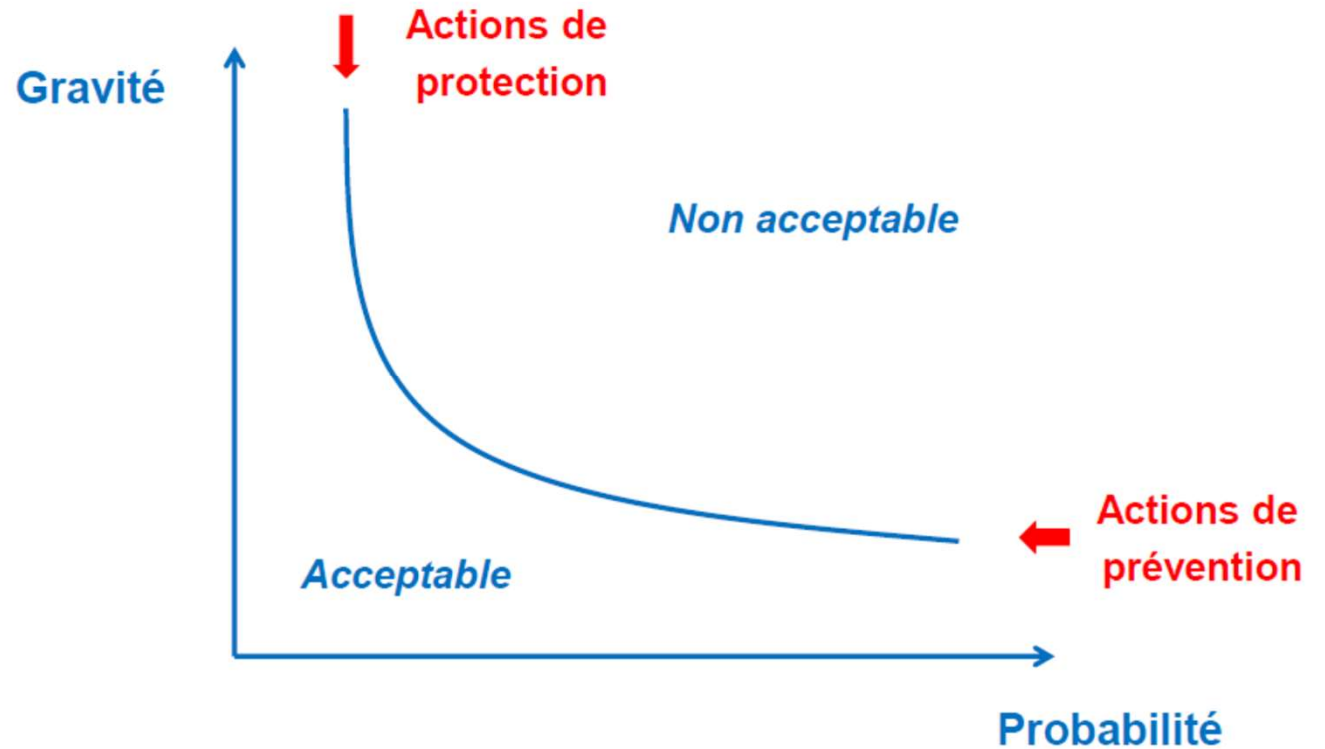 Actions de
protection
Gravité
Non acceptable
Actions de
prévention
Acceptable
Probabilité